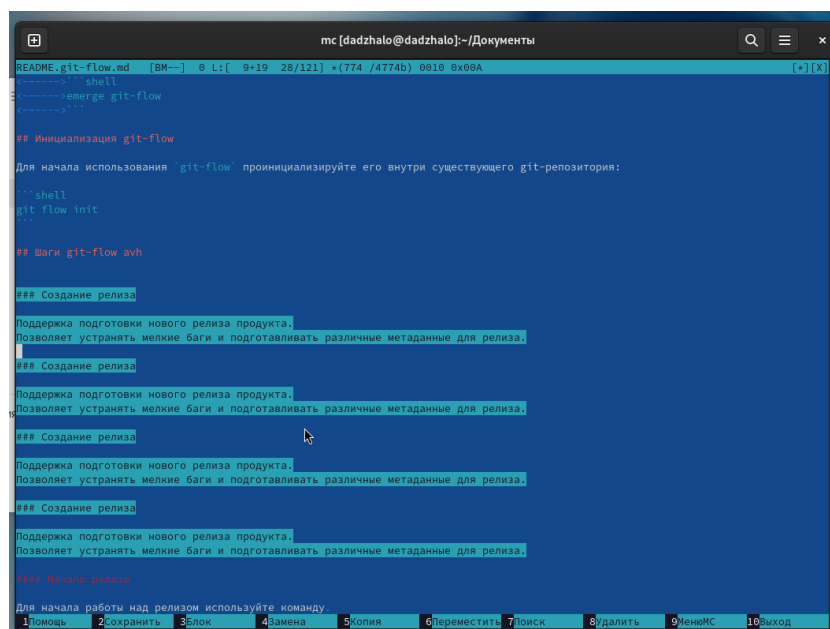 mc [dadzhalo@dadzhalo]:~/Документы
README.git-flow.md [BM--] 0 L:[ 9+19 28/121] *(774 /4774b) 0010 0x00A [*][X]
<------>```shell
<------>emerge git-flow
<------>```
## Инициализация git-flow
Для начала использования `git-flow` проинициализируйте его внутри существующего git-репозитория:
```shell
git flow init
```
## Шаги git-flow avh
### Создание релиза
Поддержка подготовки нового релиза продукта.
Позволяет устранять мелкие баги и подготавливать различные метаданные для релиза.
### Создание релиза
Поддержка подготовки нового релиза продукта.
Позволяет устранять мелкие баги и подготавливать различные метаданные для релиза.
### Создание релиза
Поддержка подготовки нового релиза продукта.
Позволяет устранять мелкие баги и подготавливать различные метаданные для релиза.
### Создание релиза
Поддержка подготовки нового релиза продукта.
Позволяет устранять мелкие баги и подготавливать различные метаданные для релиза.
#### Начало релиза
Для начала работы над релизом используйте команду.
1Помощь 2Сохранить 3Блок 4Замена 5Копия 6Переместить 7Поиск 8Удалить 9МенюMC 10Выход